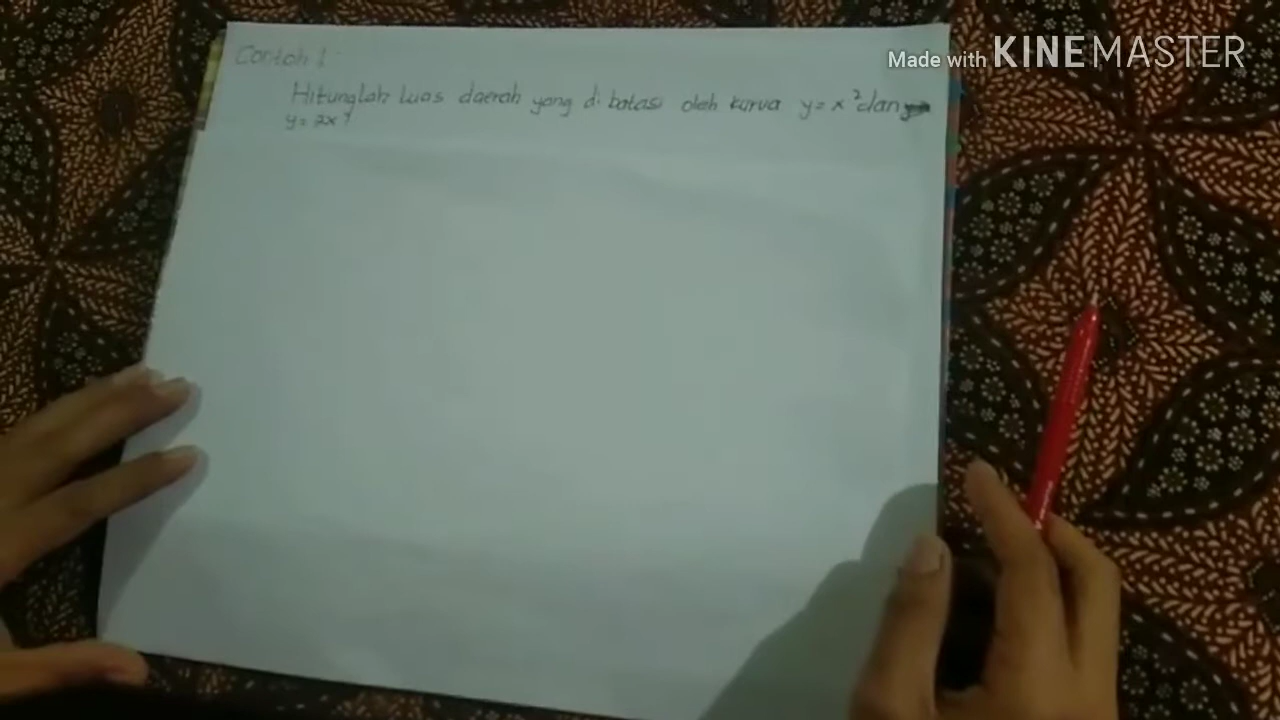 Made with KINEMASTER
Contoh 1
Hitunglah luas daerah yang di batasi oleh kurva y = x² dan
y = 2x